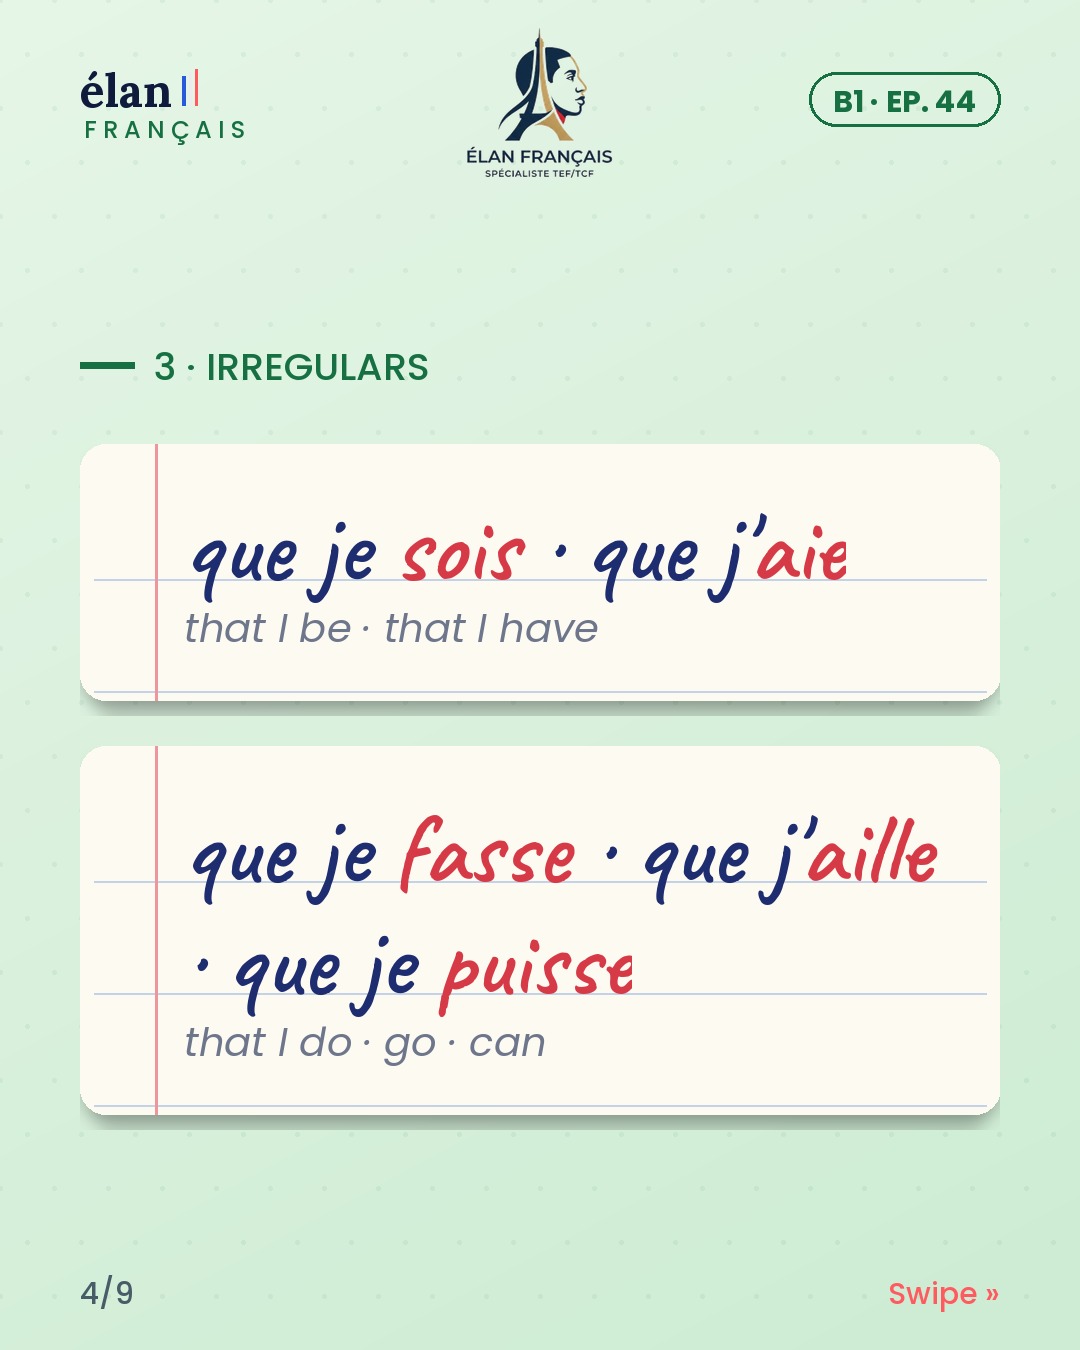 élan
FRANÇAIS
ÉLAN FRANÇAIS
SPÉCIALISTE TEF/TCF
B1 · EP. 44
3 · IRREGULARS
que je sois · que j'aie
that I be · that I have
que je fasse · que j'aille
· que je puisse
that I do · go · can
4/9
Swipe »